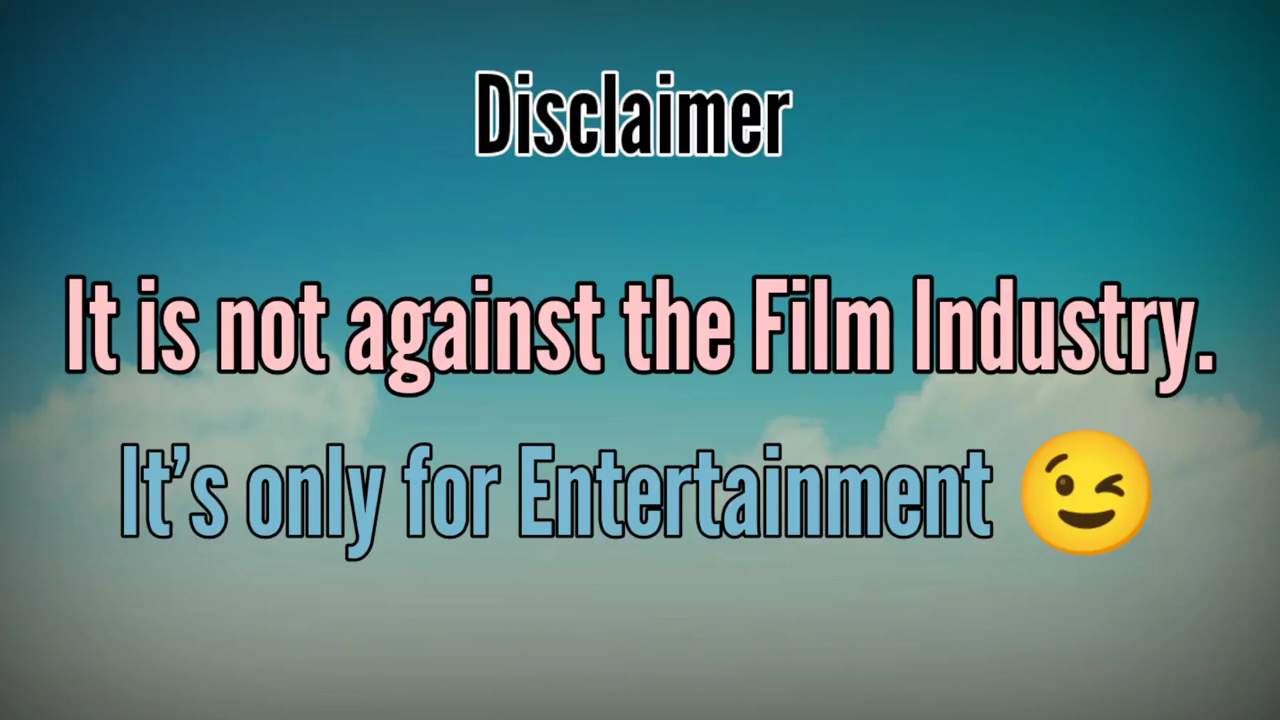 Disclaimer
It is not against the Film Industry.
It's only for Entertainment 😉